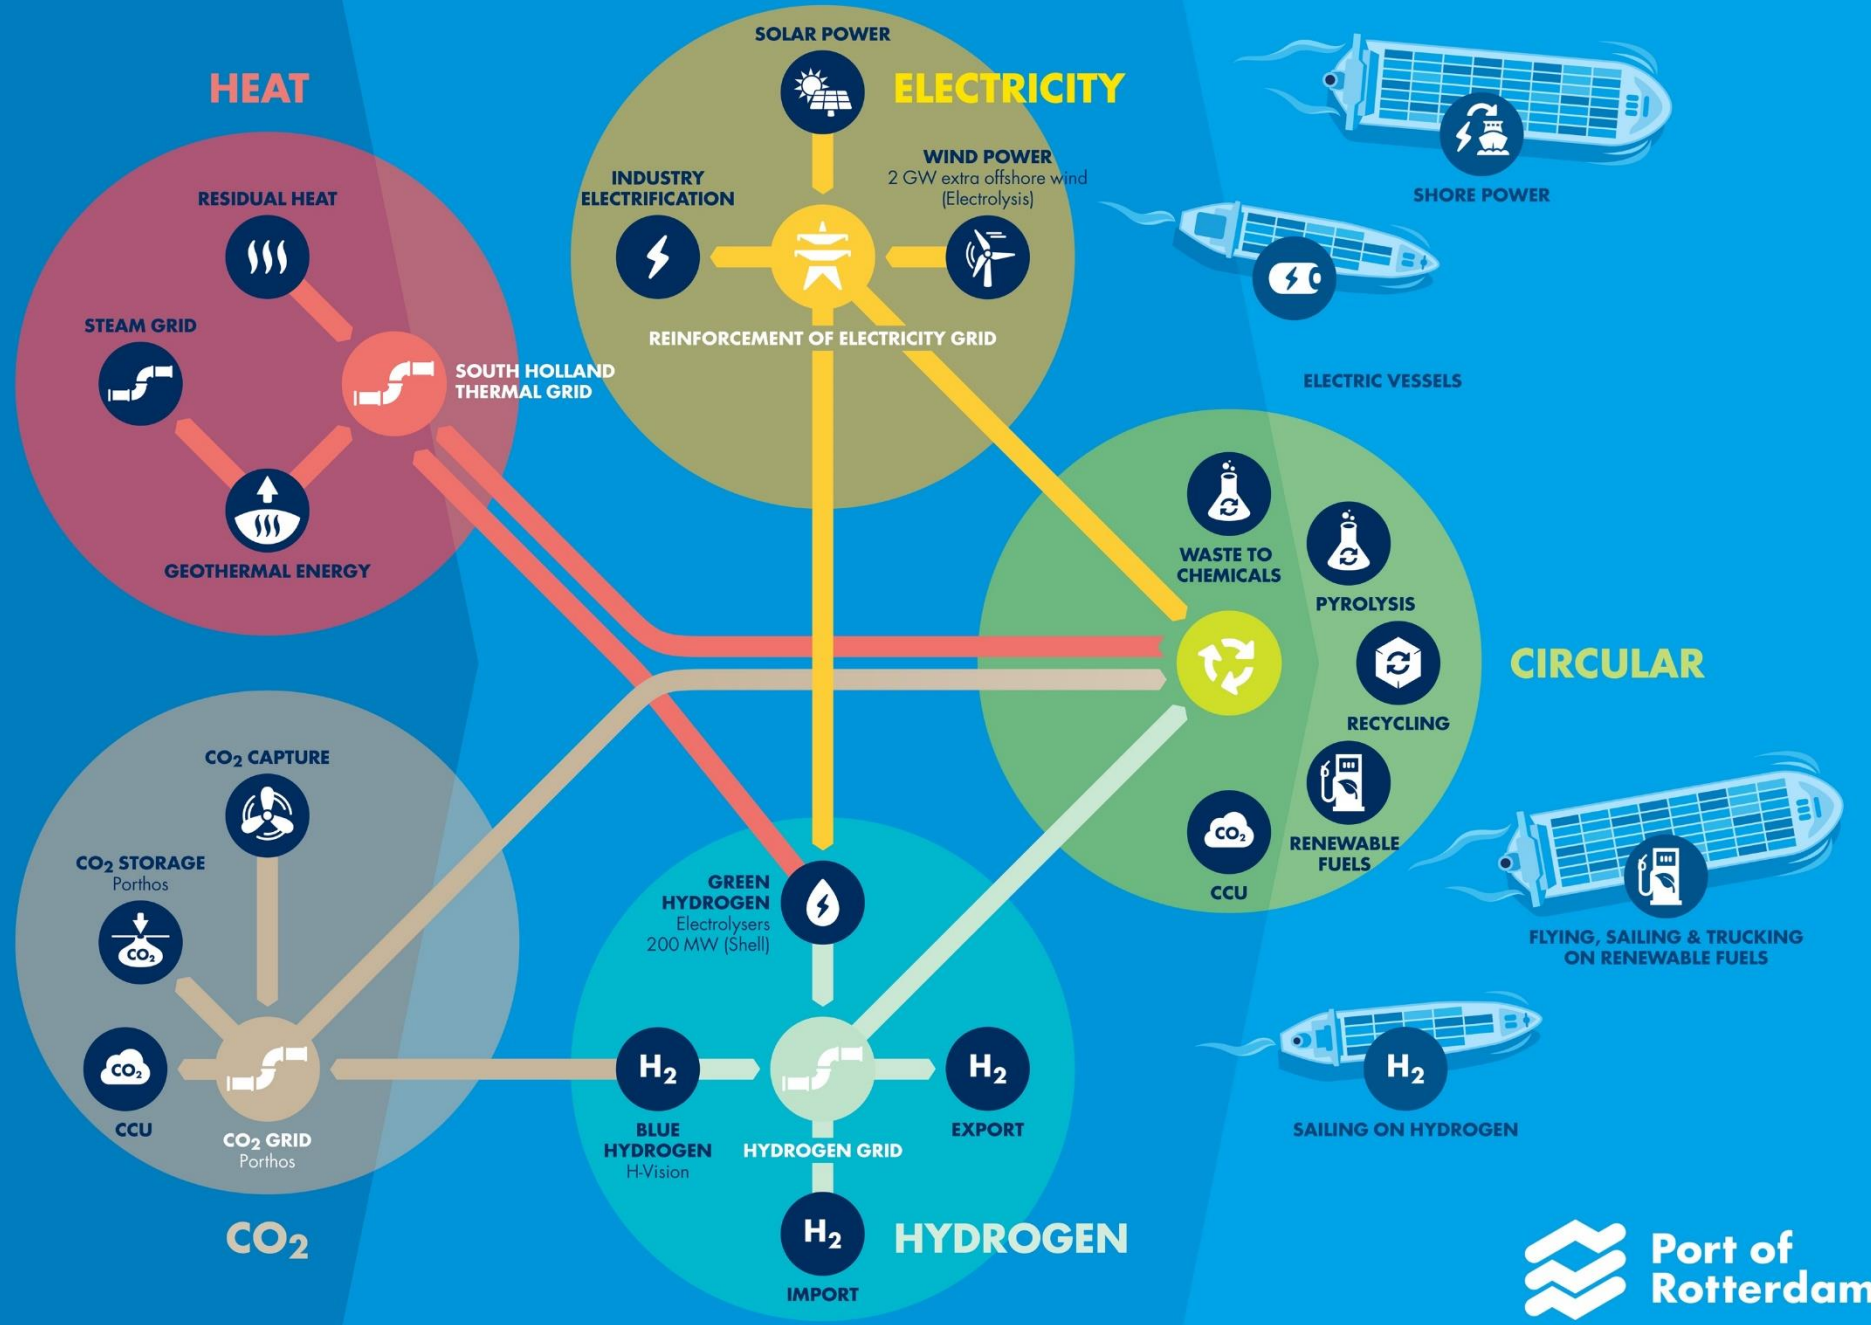 HEAT
RESIDUAL HEAT
STEAM GRID
SOUTH HOLLAND
THERMAL GRID
GEOTHERMAL ENERGY
SOLAR POWER
ELECTRICITY
WIND POWER
2 GW extra offshore wind
(Electrolysis)
INDUSTRY
ELECTRIFICATION
REINFORCEMENT OF ELECTRICITY GRID
SHORE POWER
ELECTRIC VESSELS
WASTE TO
CHEMICALS
PYROLYSIS
CIRCULAR
RECYCLING
RENEWABLE
FUELS
CO₂
CCU
FLYING, SAILING & TRUCKING
ON RENEWABLE FUELS
H₂
SAILING ON HYDROGEN
CO₂ CAPTURE
CO₂ STORAGE
Porthos
CO₂
CO₂
CCU
CO₂ GRID
Porthos
CO₂
GREEN
HYDROGEN
Electrolysers
200 MW (Shell)
H₂
BLUE
HYDROGEN
H-Vision
HYDROGEN GRID
H₂
EXPORT
H₂
IMPORT
HYDROGEN
Port of
Rotterdam